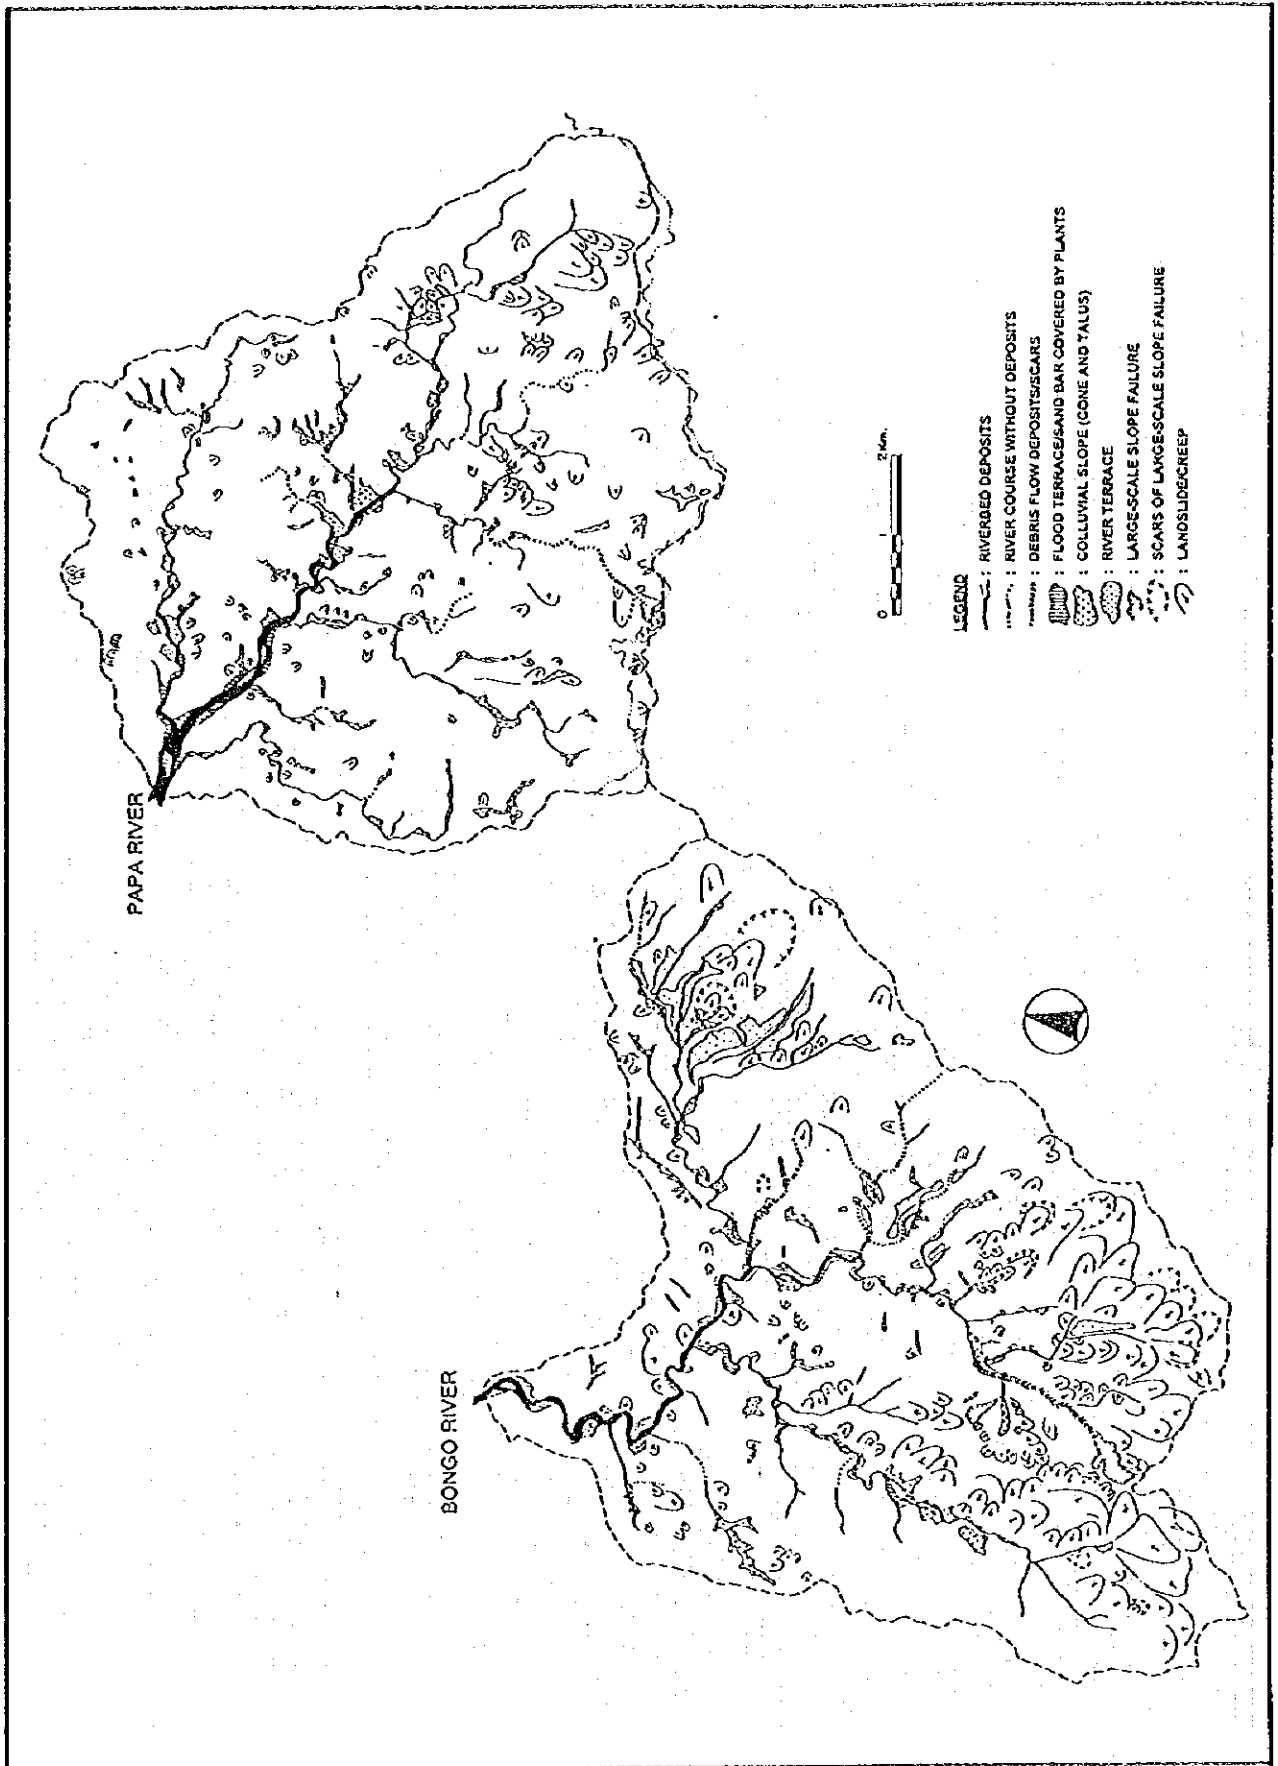 PAPA RIVER
BONGO RIVER
0 1 2km.
LEGEND
: RIVERBED DEPOSITS
: RIVER COURSE WITHOUT DEPOSITS
: DEBRIS FLOW DEPOSITS/SCARS
: FLOOD TERRACE/SAND BAR COVERED BY PLANTS
: COLLUVIAL SLOPE (CONE AND TALUS)
: RIVER TERRACE
: LARGE-SCALE SLOPE FAILURE
: SCARS OF LARGE-SCALE SLOPE FAILURE
: LANDSLIDE/CREEP